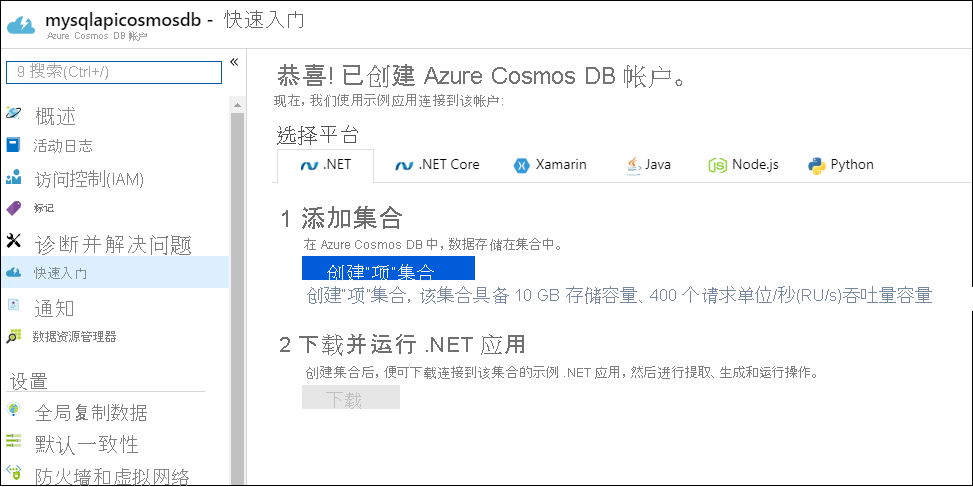 mysqlapicosmosdb - 快速入门
Azure Cosmos DB 帐户
搜索(Ctrl+/)
«
概述
活动日志
访问控制(IAM)
标记
诊断并解决问题
快速入门
通知
数据资源管理器
设置
全局复制数据
默认一致性
防火墙和虚拟网络
恭喜! 已创建 Azure Cosmos DB 帐户。
现在, 我们使用示例应用连接到该帐户:
选择平台
.NET .NET Core Xamarin Java Node.js Python
1 添加集合
在 Azure Cosmos DB 中, 数据存储在集合中。
创建"项"集合
创建"项"集合, 该集合具备 10 GB 存储容量、400 个请求单位/秒(RU/s)吞吐量容量
2 下载并运行 .NET 应用
创建集合后, 便可下载连接到该集合的示例 .NET 应用, 然后进行提取、生成和运行操作。
下载